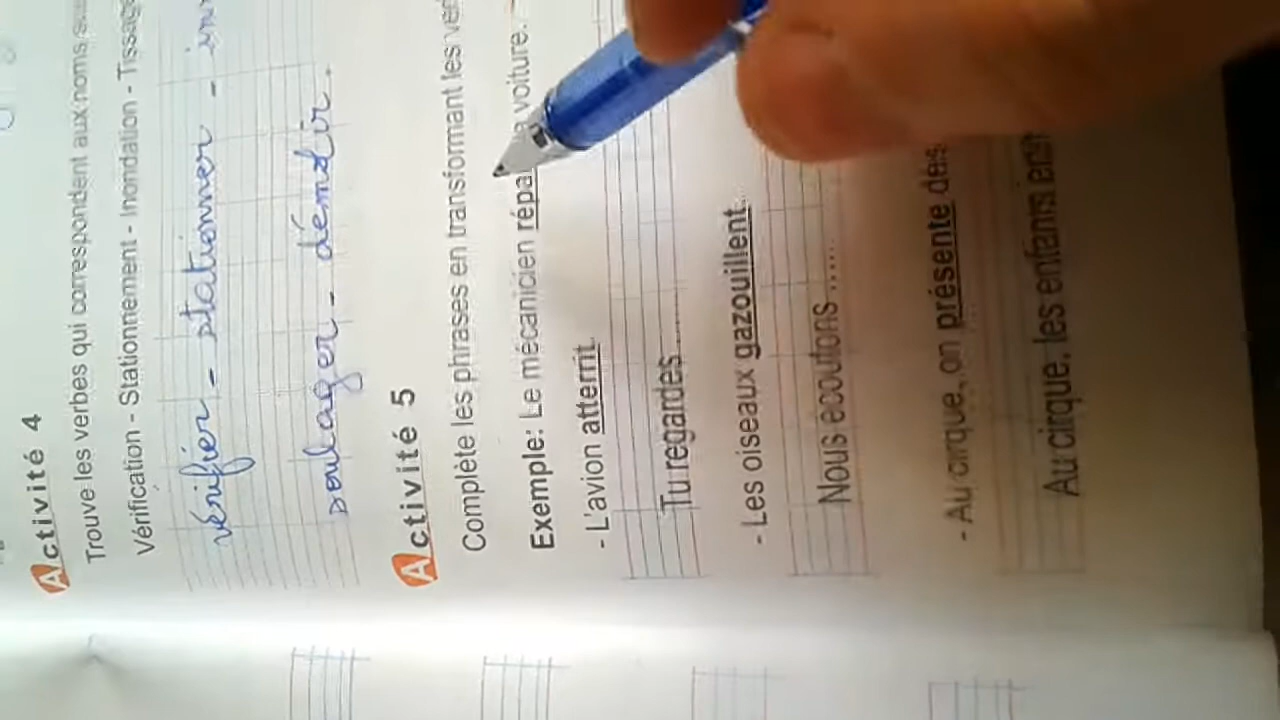 Activité 4
Trouve les verbes qui correspondent aux noms
Vérification - Stationnement - Inondation - Tissag
vérifier - stationner -
soulager - démolir.
Activité 5
Complète les phrases en transformant les ver
Exemple: Le mécanicien répa a voiture.
- L'avion atterrit.
Tu regardes..........
- Les oiseaux gazouillent.
Nous écoutons ......
- Au cirque, on présente des
Au cirque, les enfants